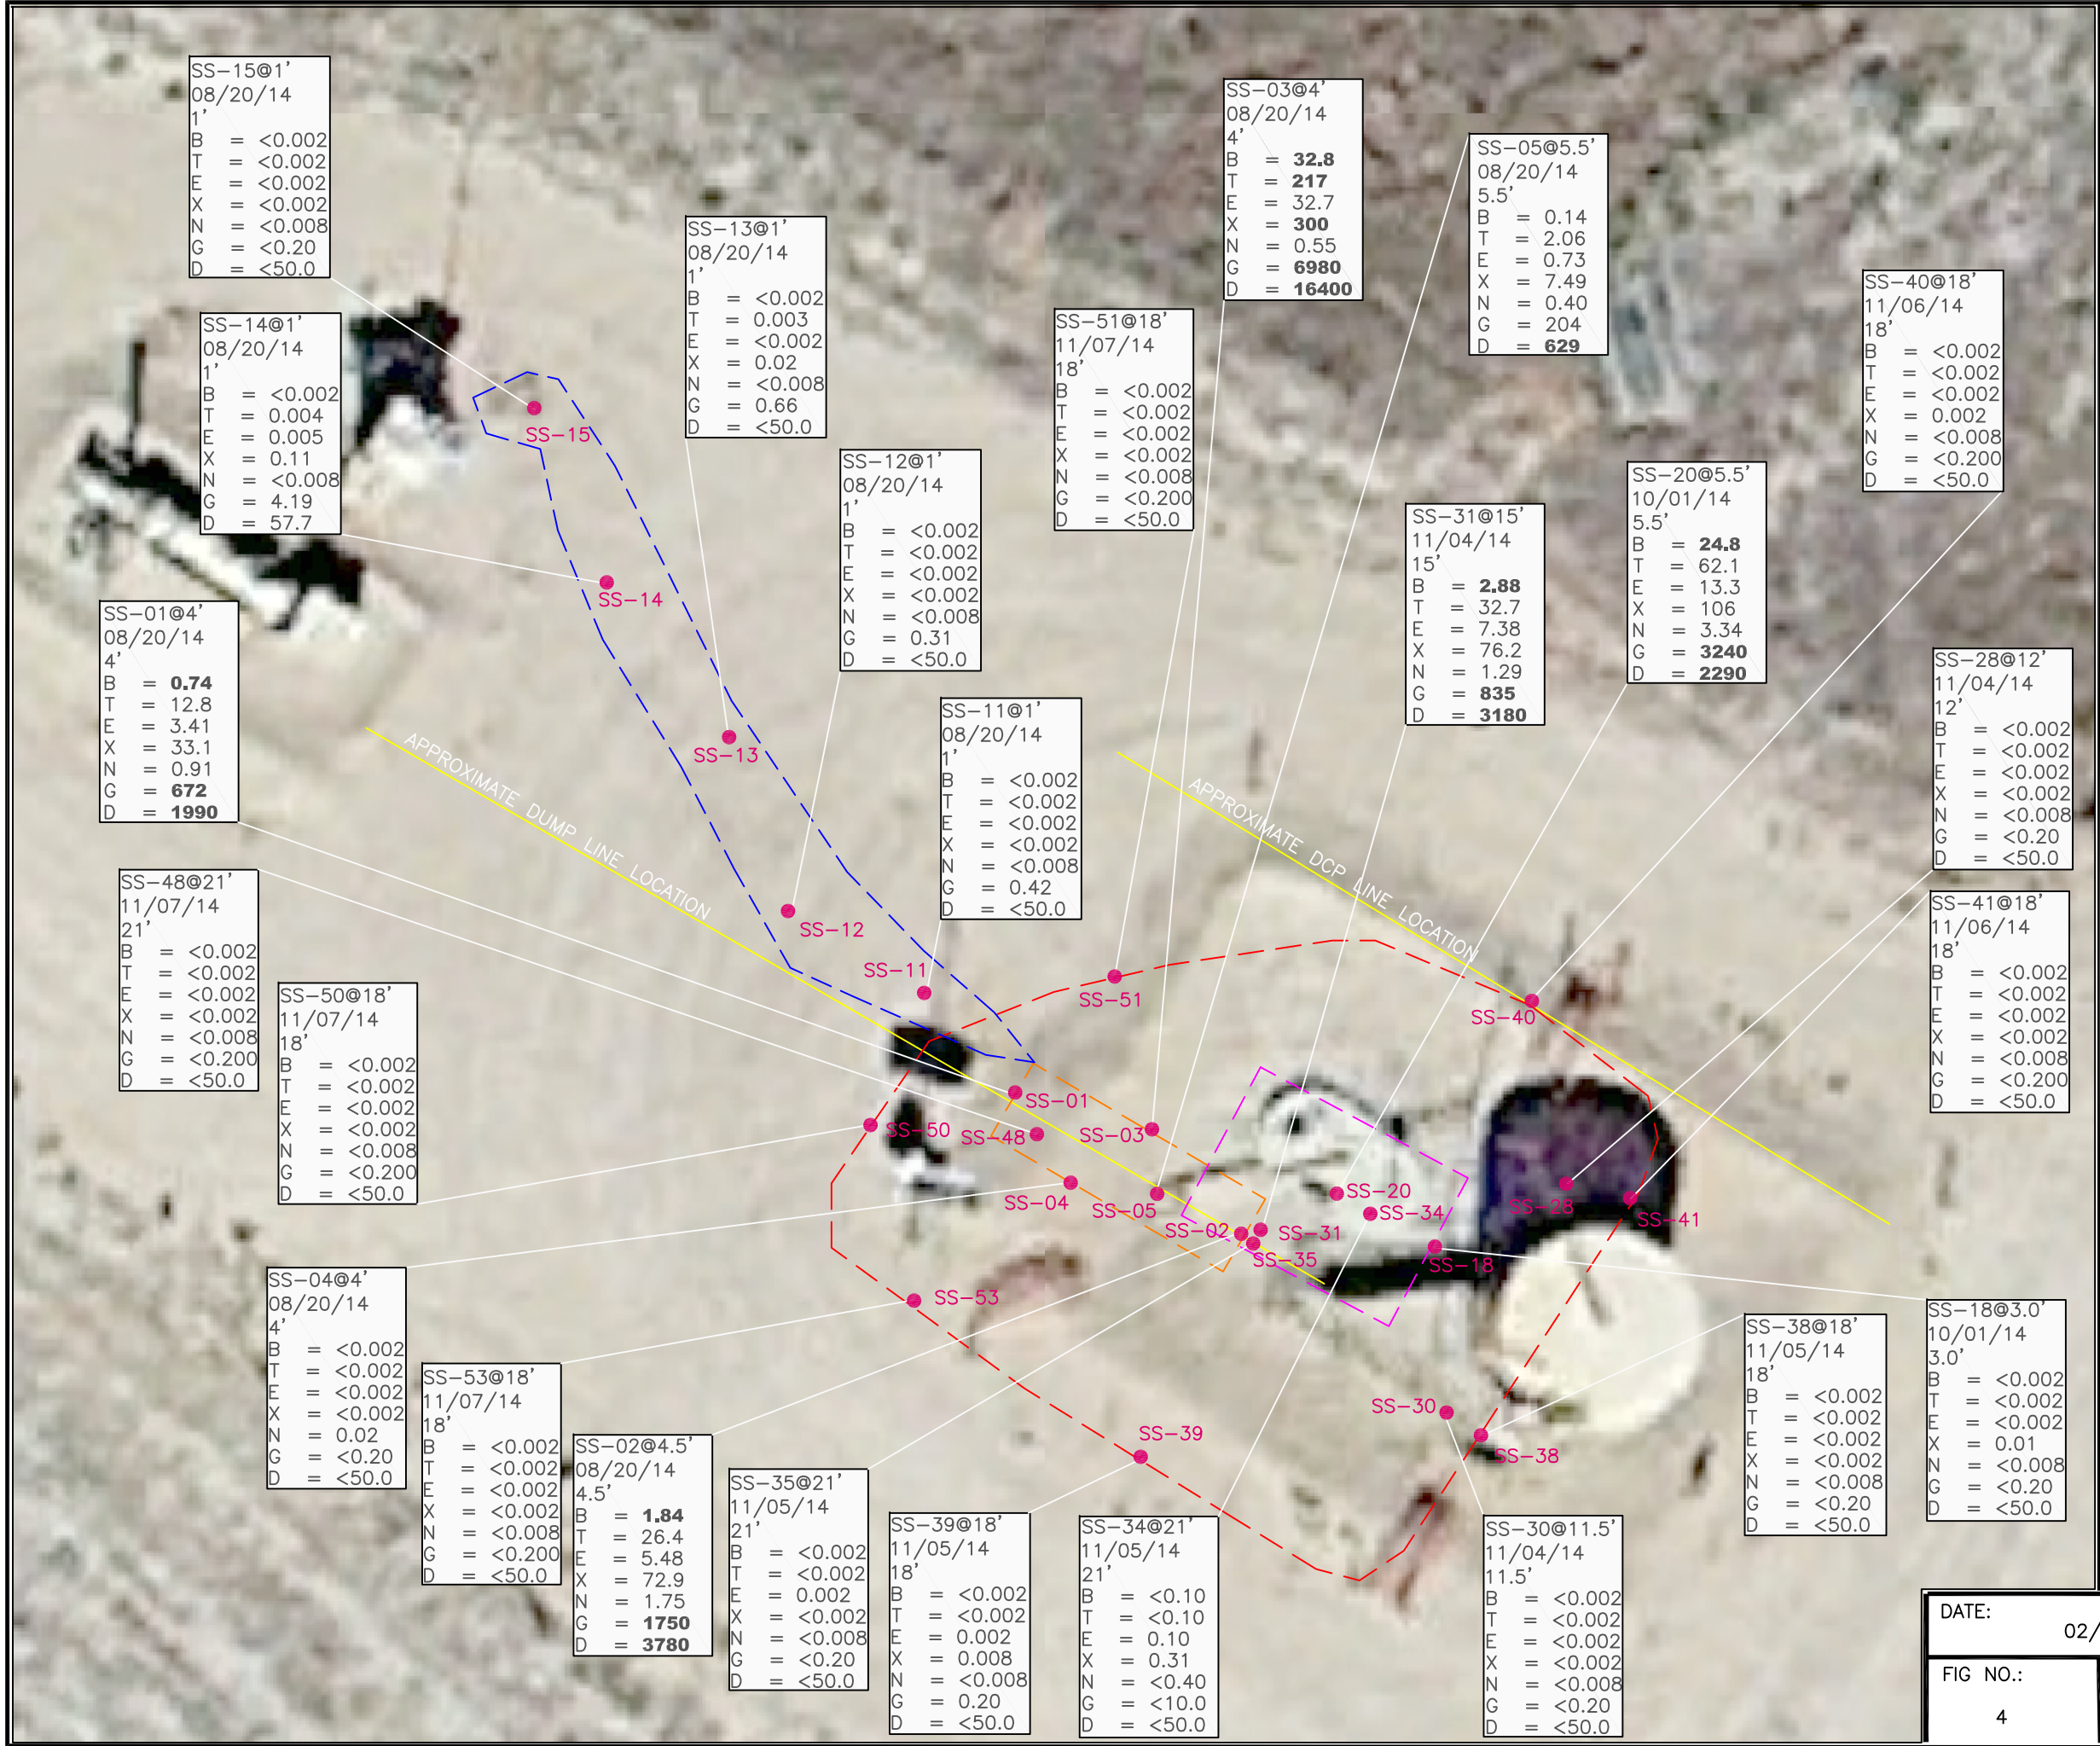 SS-15@1'
08/20/14
1'
B = <0.002
T = <0.002
E = <0.002
X = <0.002
N = <0.008
G = <0.20
D = <50.0
SS-14@1'
08/20/14
1'
B = <0.002
T = 0.004
E = 0.005
X = 0.11
N = <0.008
G = 4.19
D = 57.7
SS-13@1'
08/20/14
1'
B = <0.002
T = 0.003
E = <0.002
X = 0.02
N = <0.008
G = 0.66
D = <50.0
SS-12@1'
08/20/14
1'
B = <0.002
T = <0.002
E = <0.002
X = <0.002
N = <0.008
G = 0.31
D = <50.0
SS-11@1'
08/20/14
1'
B = <0.002
T = <0.002
E = <0.002
X = <0.002
N = <0.008
G = 0.42
D = <50.0
SS-51@18'
11/07/14
18'
B = <0.002
T = <0.002
E = <0.002
X = <0.002
N = <0.008
G = <0.200
D = <50.0
SS-03@4'
08/20/14
4'
B = 32.8
T = 217
E = 32.7
X = 300
N = 0.55
G = 6980
D = 16400
SS-05@5.5'
08/20/14
5.5'
B = 0.14
T = 2.06
E = 0.73
X = 7.49
N = 0.40
G = 204
D = 629
SS-31@15'
11/04/14
15'
B = 2.88
T = 32.7
E = 7.38
X = 76.2
N = 1.29
G = 835
D = 3180
SS-20@5.5'
10/01/14
5.5'
B = 24.8
T = 62.1
E = 13.3
X = 106
N = 3.34
G = 3240
D = 2290
SS-40@18'
11/06/14
18'
B = <0.002
T = <0.002
E = <0.002
X = 0.002
N = <0.008
G = <0.200
D = <50.0
SS-28@12'
11/04/14
12'
B = <0.002
T = <0.002
E = <0.002
X = <0.002
N = <0.008
G = <0.20
D = <50.0
SS-41@18'
11/06/14
18'
B = <0.002
T = <0.002
E = <0.002
X = <0.002
N = <0.008
G = <0.200
D = <50.0
SS-01@4'
08/20/14
4'
B = 0.74
T = 12.8
E = 3.41
X = 33.1
N = 0.91
G = 672
D = 1990
SS-48@21'
11/07/14
21'
B = <0.002
T = <0.002
E = <0.002
X = <0.002
N = <0.008
G = <0.200
D = <50.0
SS-50@18'
11/07/14
18'
B = <0.002
T = <0.002
E = <0.002
X = <0.002
N = <0.008
G = <0.200
D = <50.0
SS-04@4'
08/20/14
4'
B = <0.002
T = <0.002
E = <0.002
X = <0.002
N = 0.02
G = <0.20
D = <50.0
SS-53@18'
11/07/14
18'
B = <0.002
T = <0.002
E = <0.002
X = <0.002
N = <0.008
G = <0.200
D = <50.0
SS-02@4.5'
08/20/14
4.5'
B = 1.84
T = 26.4
E = 5.48
X = 72.9
N = 1.75
G = 1750
D = 3780
SS-35@21'
11/05/14
21'
B = <0.002
T = <0.002
E = 0.002
X = <0.002
N = <0.008
G = <0.20
D = <50.0
SS-39@18'
11/05/14
18'
B = <0.002
T = <0.002
E = 0.002
X = 0.008
N = <0.008
G = 0.20
D = <50.0
SS-34@21'
11/05/14
21'
B = <0.10
T = <0.10
E = 0.10
X = 0.31
N = <0.40
G = <10.0
D = <50.0
SS-30@11.5'
11/04/14
11.5'
B = <0.002
T = <0.002
E = <0.002
X = <0.002
N = <0.008
G = <0.20
D = <50.0
SS-38@18'
11/05/14
18'
B = <0.002
T = <0.002
E = <0.002
X = <0.002
N = <0.008
G = <0.20
D = <50.0
SS-18@3.0'
10/01/14
3.0'
B = <0.002
T = <0.002
E = <0.002
X = 0.01
N = <0.008
G = <0.20
D = <50.0
APPROXIMATE DUMP LINE LOCATION
APPROXIMATE DCP LINE LOCATION
SS-15
SS-14
SS-13
SS-12
SS-11
SS-51
SS-40
SS-01
SS-50
SS-48
SS-03
SS-04
SS-05
SS-20
SS-34
SS-28
SS-41
SS-02
SS-31
SS-35
SS-18
SS-53
SS-30
SS-39
SS-38
DATE:
02/
FIG NO.:
4